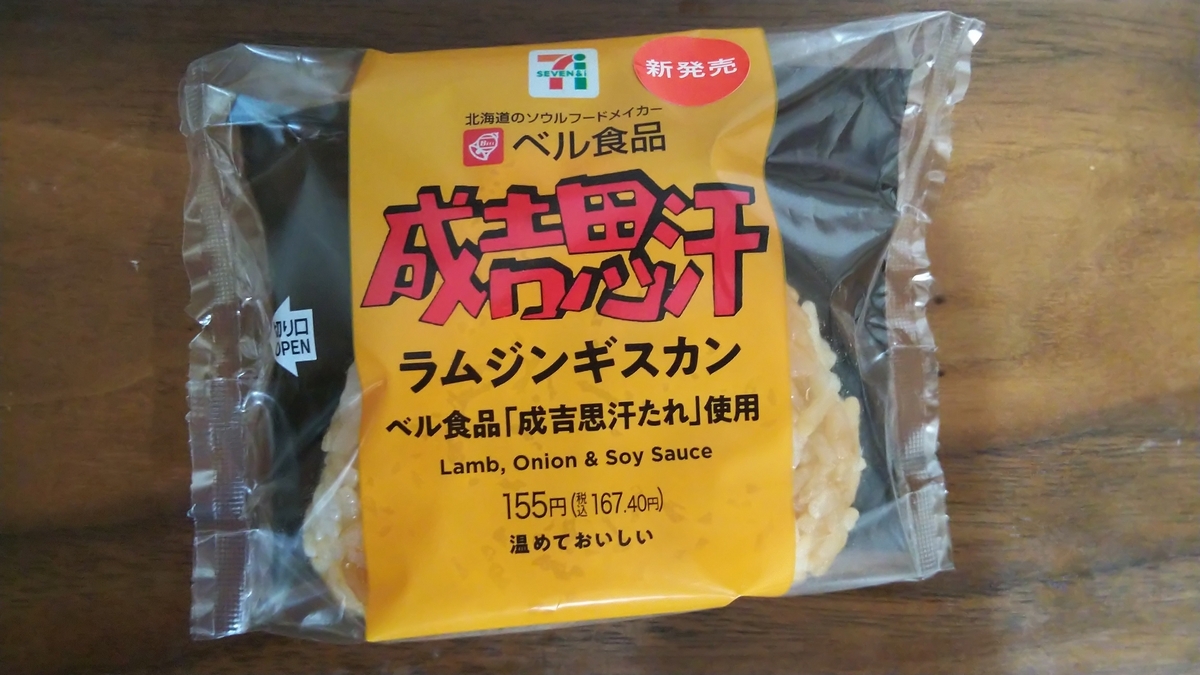 7i
SEVEN&i
新発売
北海道のソウルフードメイカー
Bell
ベル食品
成吉思汗
ラムジンギスカン
ベル食品「成吉思汗たれ」使用
Lamb, Onion & Soy Sauce
155円(税込167.40円)
温めておいしい
切り口
OPEN